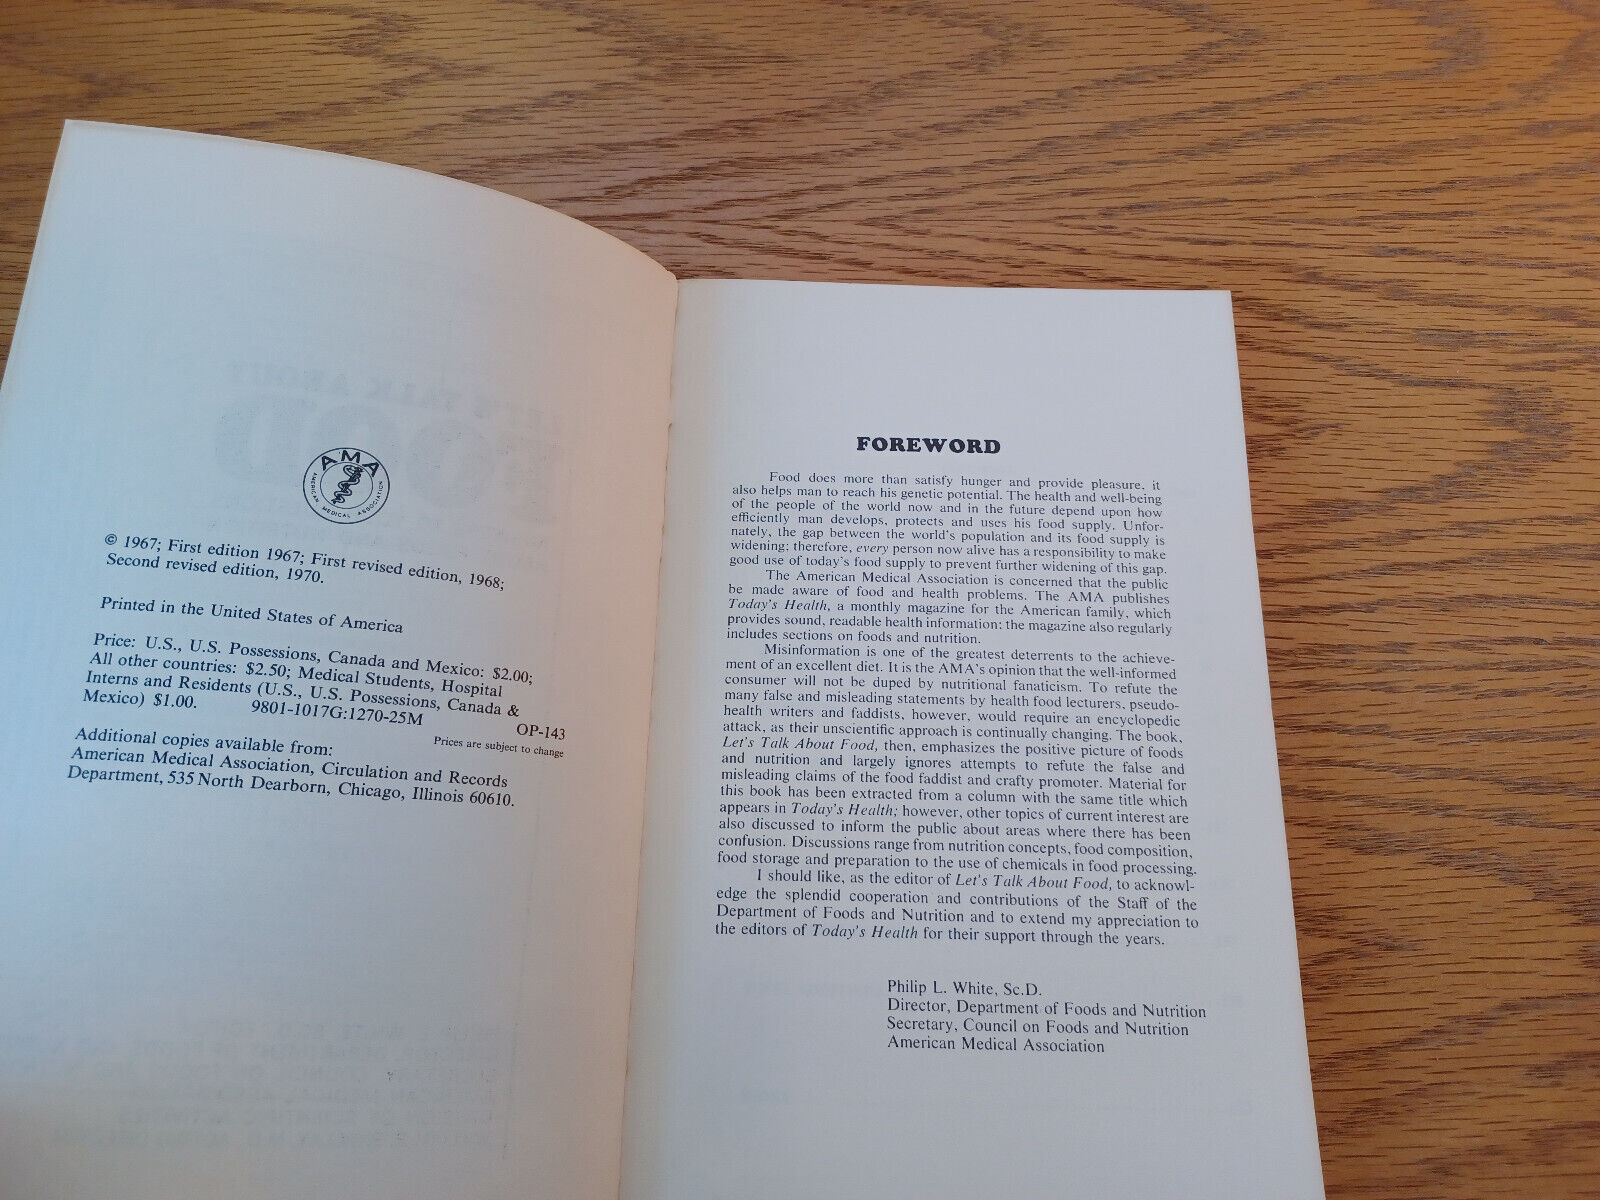 LET'S TALK ABOUT
FOOD
AMA
AMERICAN MEDICAL ASSOCIATION
© 1967; First edition 1967; First revised edition, 1968;
Second revised edition, 1970.
Printed in the United States of America
Price: U.S., U.S. Possessions, Canada and Mexico: $2.00;
All other countries: $2.50; Medical Students, Hospital
Interns and Residents (U.S., U.S. Possessions, Canada &
Mexico) $1.00. 9801-1017G:1270-25M OP-143
Prices are subject to change
Additional copies available from:
American Medical Association, Circulation and Records
Department, 535 North Dearborn, Chicago, Illinois 60610.
FOREWORD
Food does more than satisfy hunger and provide pleasure, it
also helps man to reach his genetic potential. The health and well-being
of the people of the world now and in the future depend upon how
efficiently man develops, protects and uses his food supply. Unfor-
nately, the gap between the world's population and its food supply is
widening; therefore, every person now alive has a responsibility to make
good use of today's food supply to prevent further widening of this gap.
The American Medical Association is concerned that the public
be made aware of food and health problems. The AMA publishes
Today's Health, a monthly magazine for the American family, which
provides sound, readable health information; the magazine also regularly
includes sections on foods and nutrition.
Misinformation is one of the greatest deterrents to the achieve-
ment of an excellent diet. It is the AMA's opinion that the well-informed
consumer will not be duped by nutritional fanaticism. To refute the
many false and misleading statements by health food lecturers, pseudo-
health writers and faddists, however, would require an encyclopedic
attack, as their unscientific approach is continually changing. The book,
Let's Talk About Food, then, emphasizes the positive picture of foods
and nutrition and largely ignores attempts to refute the false and
misleading claims of the food faddist and crafty promoter. Material for
this book has been extracted from a column with the same title which
appears in Today's Health; however, other topics of current interest are
also discussed to inform the public about areas where there has been
confusion. Discussions range from nutrition concepts, food composition,
food storage and preparation to the use of chemicals in food processing.
I should like, as the editor of Let's Talk About Food, to acknowl-
edge the splendid cooperation and contributions of the Staff of the
Department of Foods and Nutrition and to extend my appreciation to
the editors of Today's Health for their support through the years.
Philip L. White, Sc.D.
Director, Department of Foods and Nutrition
Secretary, Council on Foods and Nutrition
American Medical Association